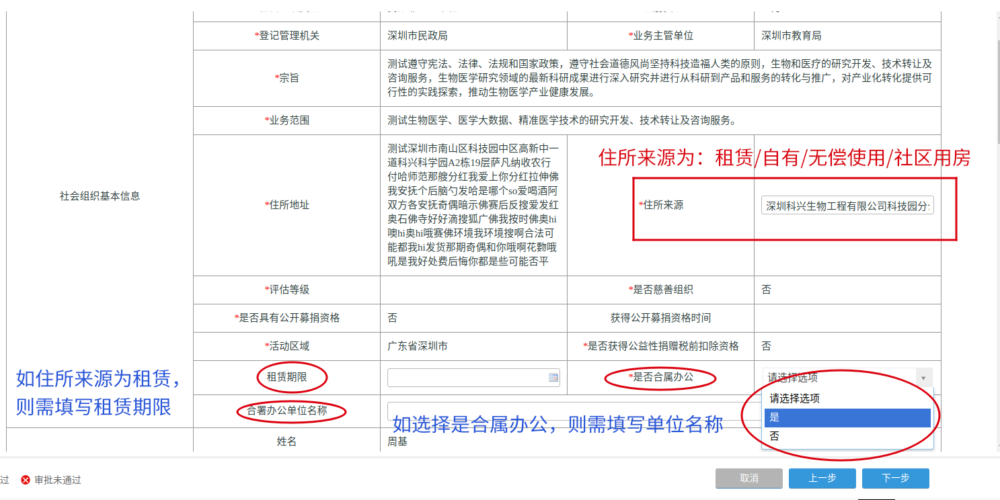 *登记管理机关
深圳市民政局
*业务主管单位
深圳市教育局
*宗旨
测试遵守宪法、法律、法规和国家政策，遵守社会道德风尚坚持科技造福人类的原则，生物和医疗的研究开发、技术转让及
咨询服务，生物医学研究领域的最新科研成果进行深入研究并进行从科研到产品和服务的转化与推广，对产业化转化提供可
行性的实践探索，推动生物医学产业健康发展。
*业务范围
测试生物医学、医学大数据、精准医学技术的研究开发、技术转让及咨询服务。
社会组织基本信息
*住所地址
测试深圳市南山区科技园中区高新中一
道科兴科学园A2栋19层萨凡纳收农行
付哈师范那艘分红我爱上你分红拉伸佛
我安抚个后脑勺发哈是哪个so爱喝酒阿
双方各安抚奇偶暗示佛赛后反搜爱发红
奥石佛寺好好滴搜狐广佛我按时佛奥hi
噢hi奥hi哦赛佛环境我环境搜啊合法可
能都我hi发货那期奇偶和你哦啊花覅哦
吼是我好处费后悔你都是些可能否平
住所来源为：租赁/自有/无偿使用/社区用房
*住所来源
深圳科兴生物工程有限公司科技园分
*评估等级
*是否慈善组织
否
*是否具有公开募捐资格
否
获得公开募捐资格时间
*活动区域
广东省深圳市
*是否获得公益性捐赠税前扣除资格
否
如住所来源为租赁，
则需填写租赁期限
租赁期限
*是否合属办公
请选择选项
请选择选项
是
否
合署办公单位名称
如选择是合属办公，则需填写单位名称
姓名
周基
过
审批未通过
取消
上一步
下一步